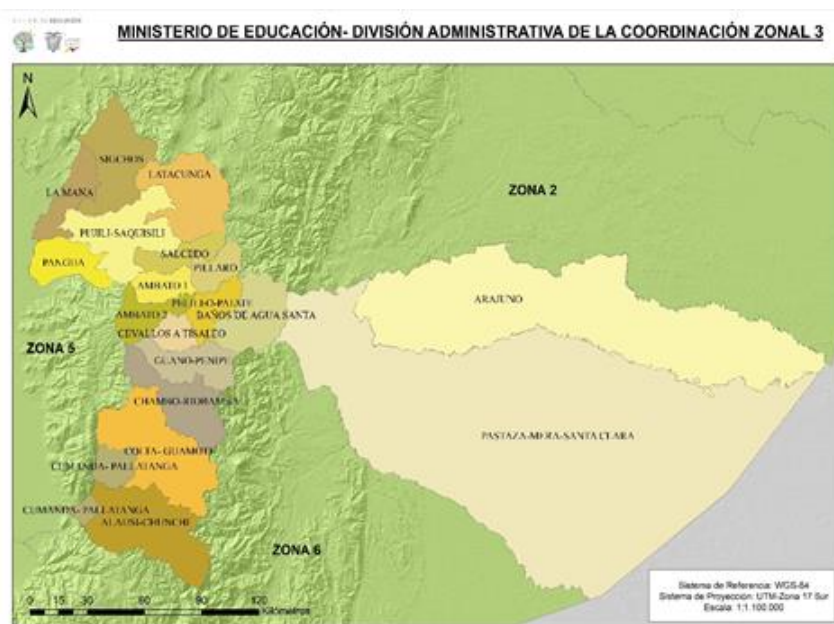 MINISTERIO DE EDUCACIÓN- DIVISIÓN ADMINISTRATIVA DE LA COORDINACIÓN ZONAL 3
N
SIGCHOS
LATACUNGA
LA MANA
ZONA 2
PUJILI-SAQUISILI
SALCEDO
PANGUA
PILLARO
AMBATO 1
ARAJUNO
AMBATO 2
BAÑOS DE AGUA SANTA
CEVALLOS A TISALEO
ZONA 5
GUANO-PENIPE
CHAMBO-RIOBAMBA
PASTAZA-MERA-SANTA CLARA
COLTA- GUAMOTE
CUMANDA- PALLATANGA
CUMANDA- PALLATANGA
ALAUSI-CHUNCHI
ZONA 6
0 15 30 60 90 120
Kilómetros
Sistema de Referencia: WGS-84
Sistema de Proyección: UTM-Zona 17 Sur
Escala: 1:1.100.000